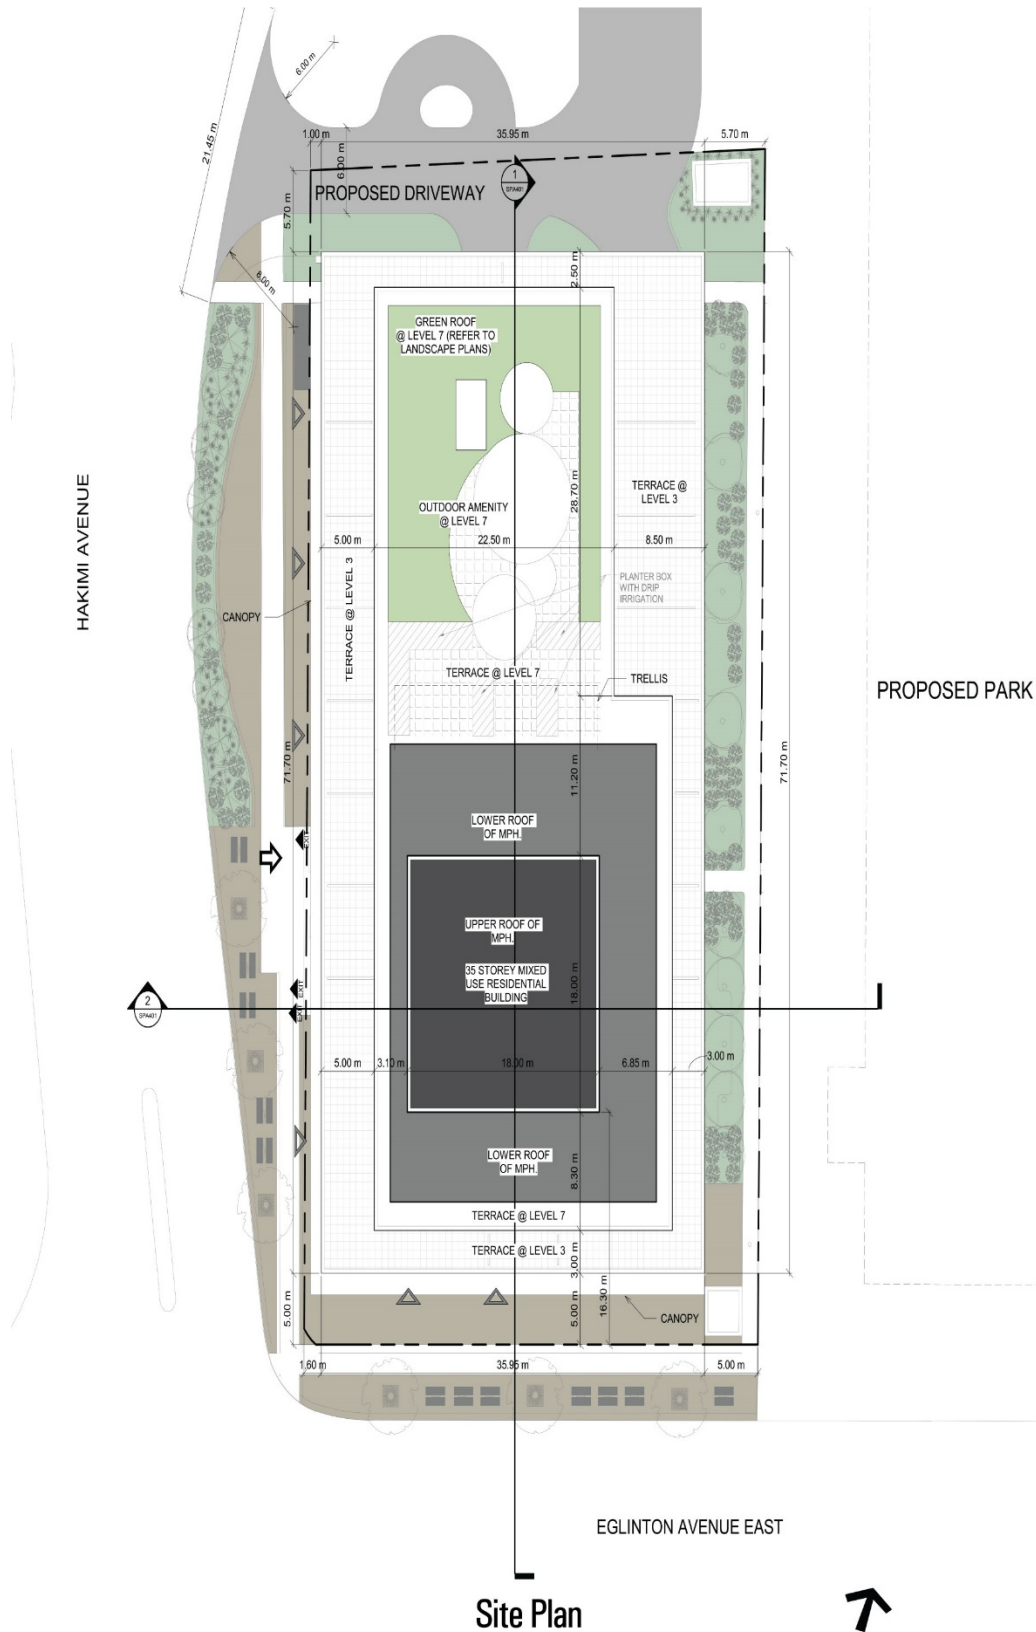 6.00 m
21.45 m
1.00 m
35.95 m
5.70 m
6.00 m
1
SPA401
PROPOSED DRIVEWAY
5.70 m
2.50 m
6.00 m
GREEN ROOF
@ LEVEL 7 (REFER TO
LANDSCAPE PLANS)
HAKIMI AVENUE
28.70 m
TERRACE @
LEVEL 3
OUTDOOR AMENITY
@ LEVEL 7
5.00 m
22.50 m
8.50 m
PLANTER BOX
WITH DRIP
IRRIGATION
CANOPY
TERRACE @ LEVEL 3
TERRACE @ LEVEL 7
TRELLIS
PROPOSED PARK
71.70 m
71.70 m
11.20 m
LOWER ROOF
OF MPH.
EXIT
UPPER ROOF OF
MPH.
35 STOREY MIXED
USE RESIDENTIAL
BUILDING
18.00 m
EXIT
EXIT
2
SPA401
5.00 m
3.10 m
18.00 m
6.85 m
3.00 m
LOWER ROOF
OF MPH.
8.30 m
TERRACE @ LEVEL 7
TERRACE @ LEVEL 3
3.00 m
5.00 m
5.00 m
16.30 m
CANOPY
1.60 m
35.95 m
5.00 m
EGLINTON AVENUE EAST
Site Plan